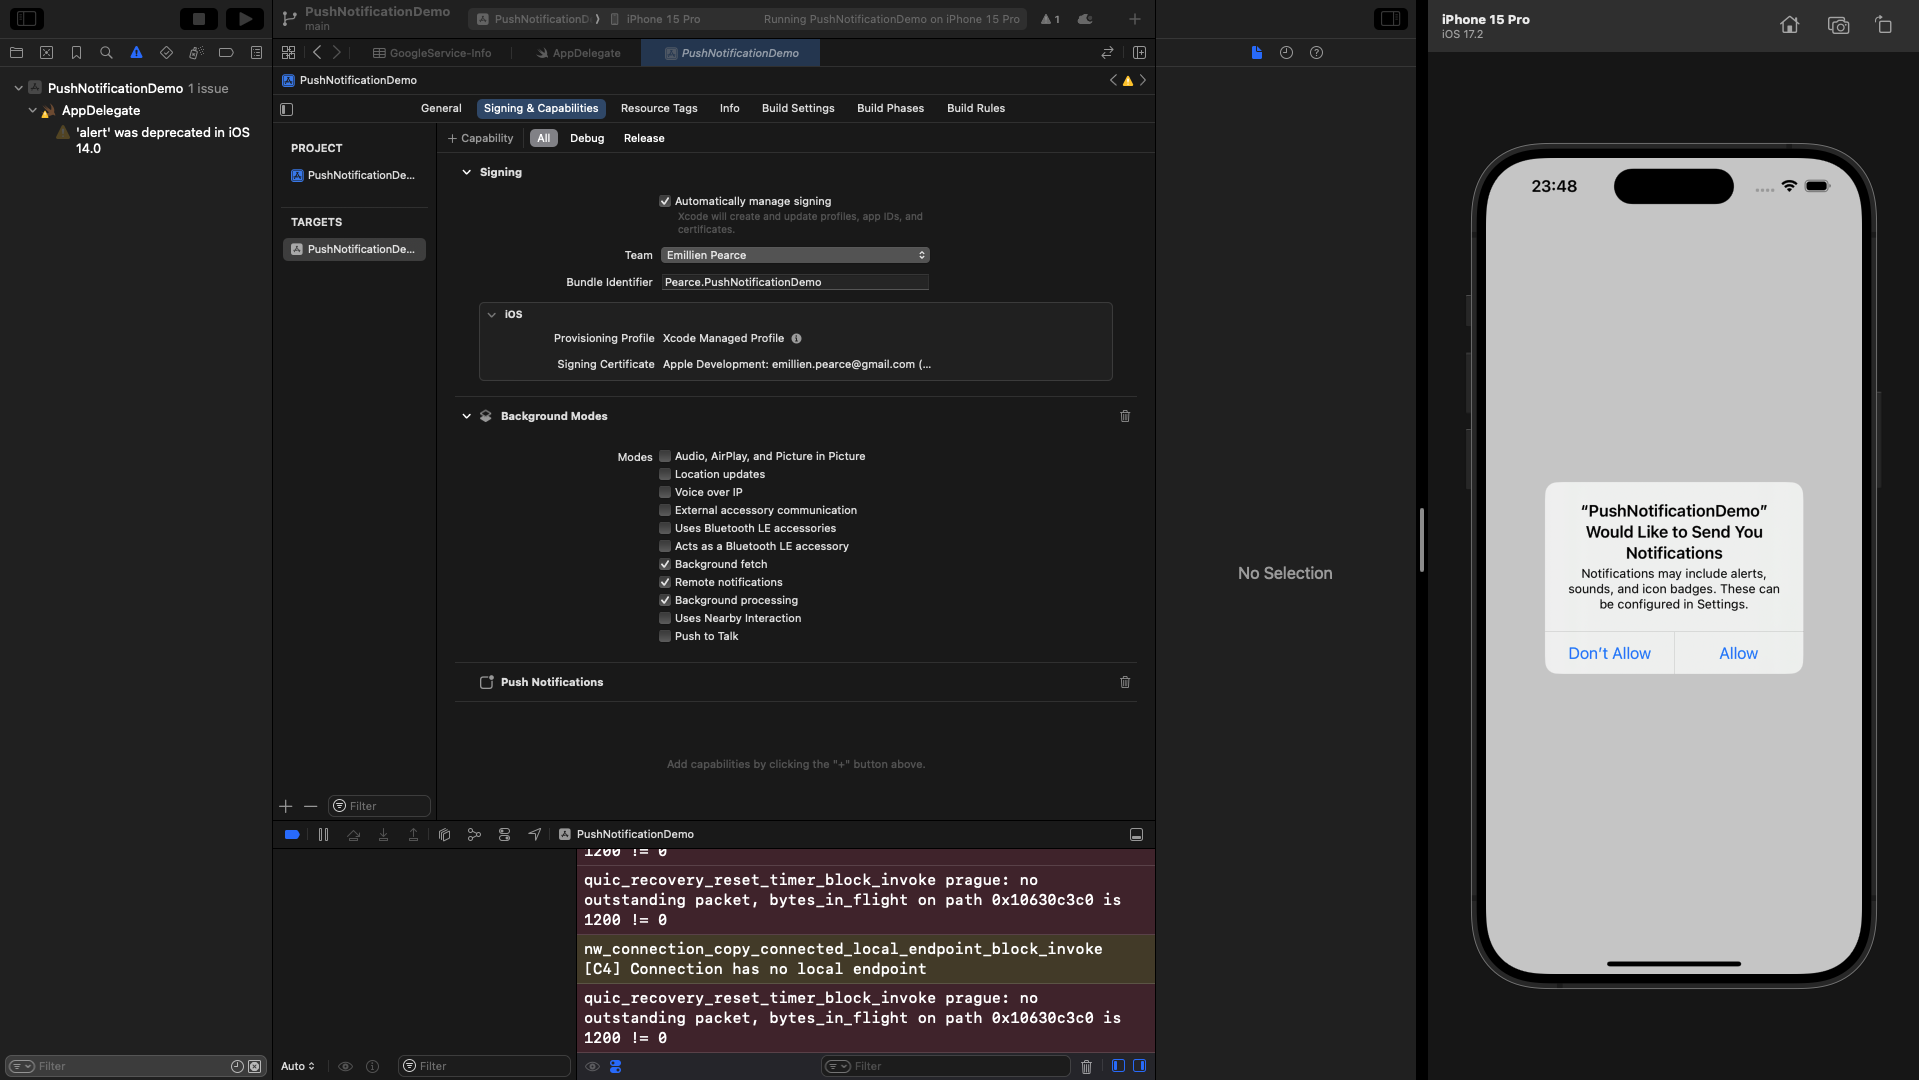 PushNotificationDemo
main
PushNotificationD
iPhone 15 Pro
Running PushNotificationDemo on iPhone 15 Pro
1
GoogleService-Info
AppDelegate
PushNotificationDemo
PushNotificationDemo 1 issue
AppDelegate
'alert' was deprecated in iOS
14.0
Filter
PushNotificationDemo
General
Signing & Capabilities
Resource Tags
Info
Build Settings
Build Phases
Build Rules
PROJECT
PushNotificationDe...
TARGETS
PushNotificationDe...
Filter
+ Capability
All
Debug
Release
Signing
Automatically manage signing
Xcode will create and update profiles, app IDs, and
certificates.
Team Emillien Pearce
Bundle Identifier Pearce.PushNotificationDemo
iOS
Provisioning Profile Xcode Managed Profile
Signing Certificate Apple Development: emillien.pearce@gmail.com (...
Background Modes
Modes Audio, AirPlay, and Picture in Picture
Location updates
Voice over IP
External accessory communication
Uses Bluetooth LE accessories
Acts as a Bluetooth LE accessory
Background fetch
Remote notifications
Background processing
Uses Nearby Interaction
Push to Talk
Push Notifications
Add capabilities by clicking the "+" button above.
PushNotificationDemo
1200 != 0
quic_recovery_reset_timer_block_invoke prague: no
outstanding packet, bytes_in_flight on path 0x10630c3c0 is
1200 != 0
nw_connection_copy_connected_local_endpoint_block_invoke
[C4] Connection has no local endpoint
quic_recovery_reset_timer_block_invoke prague: no
outstanding packet, bytes_in_flight on path 0x10630c3c0 is
1200 != 0
Auto
Filter
Filter
No Selection
iPhone 15 Pro
iOS 17.2
23:48
“PushNotificationDemo”
Would Like to Send You
Notifications
Notifications may include alerts,
sounds, and icon badges. These can
be configured in Settings.
Don’t Allow
Allow